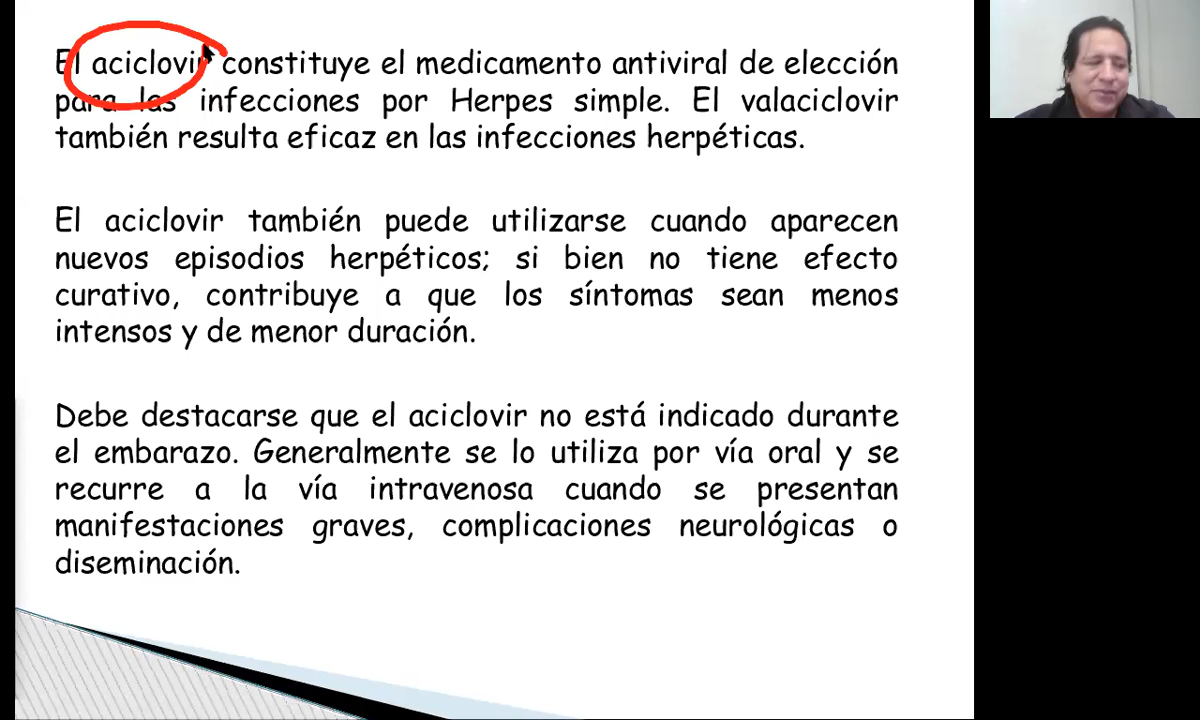 El aciclovir constituye el medicamento antiviral de elección
para las infecciones por Herpes simple. El valaciclovir
también resulta eficaz en las infecciones herpéticas.
El aciclovir también puede utilizarse cuando aparecen
nuevos episodios herpéticos; si bien no tiene efecto
curativo, contribuye a que los síntomas sean menos
intensos y de menor duración.
Debe destacarse que el aciclovir no está indicado durante
el embarazo. Generalmente se lo utiliza por vía oral y se
recurre a la vía intravenosa cuando se presentan
manifestaciones graves, complicaciones neurológicas o
diseminación.